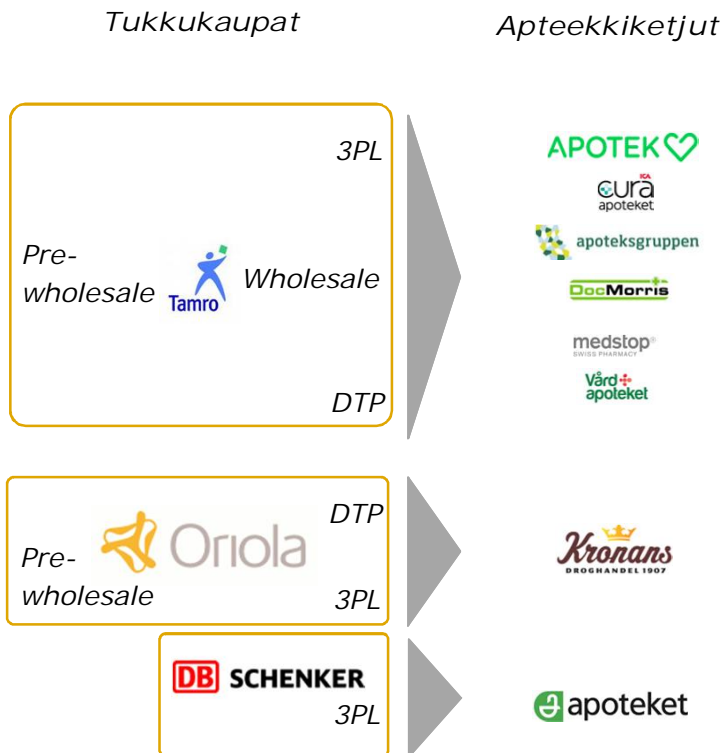 Tukkukaupat
Apteekkiketjut
3PL
Pre-
wholesale
Tamro
Wholesale
DTP
APOTEK
ICA
cura
apoteket
apoteksgruppen
DocMorris
medstop®
SWISS PHARMACY
Vård
apoteket
Oriola
DTP
Pre-
wholesale
3PL
Kronans
DROGHANDEL 1907
DB SCHENKER
3PL
apoteket